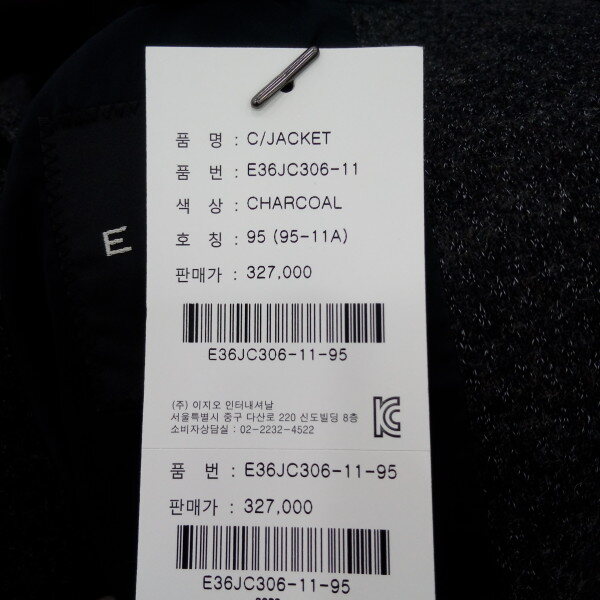 품 명 : C/JACKET
품 번 : E36JC306-11
색 상 : CHARCOAL
E
호 칭 : 95 (95-11A)
판매가 : 327,000
E36JC306-11-95
(주) 이지오 인터내셔날
서울특별시 중구 다산로 220 신도빌딩 8층
소비자상담실 : 02-2232-4522
품 번 : E36JC306-11-95
판매가 : 327,000
E36JC306-11-95